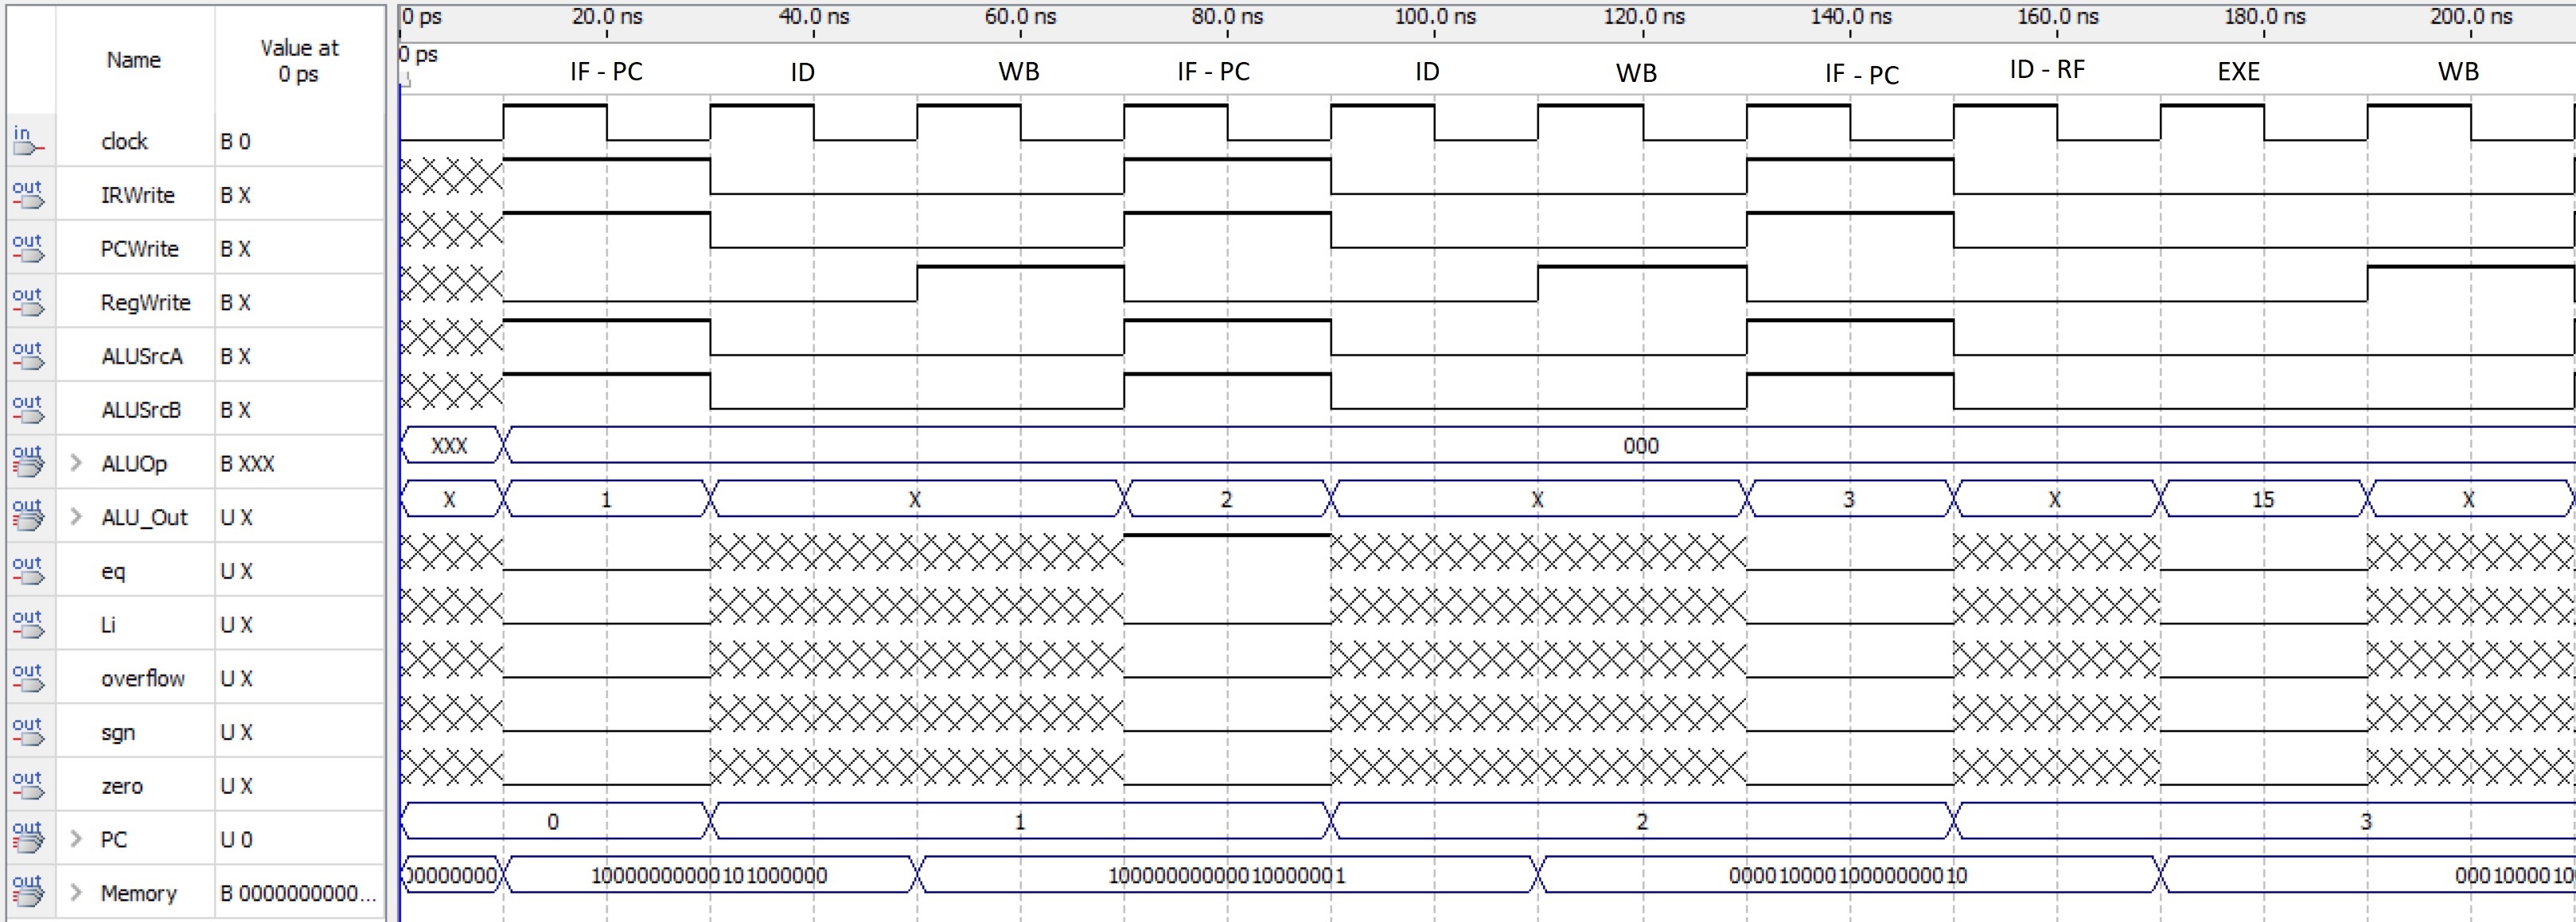 Name
Value at
0 ps
0 ps 20.0 ns 40.0 ns 60.0 ns 80.0 ns 100.0 ns 120.0 ns 140.0 ns 160.0 ns 180.0 ns 200.0 ns
0 ps
IF - PC ID WB IF - PC ID WB IF - PC ID - RF EXE WB
in clock B 0
out IRWrite B X
out PCWrite B X
out RegWrite B X
out ALUSrcA B X
out ALUSrcB B X
out > ALUOp B XXX XXX 000
out > ALU_Out U X X 1 X 2 X 3 X 15 X
out eq U X
out Li U X
out overflow U X
out sgn U X
out zero U X
out > PC U 0 0 1 2 3
out > Memory B 0000000000... 00000000 10000000000101000000 10000000000010000001 00001000010000000010 0001000010